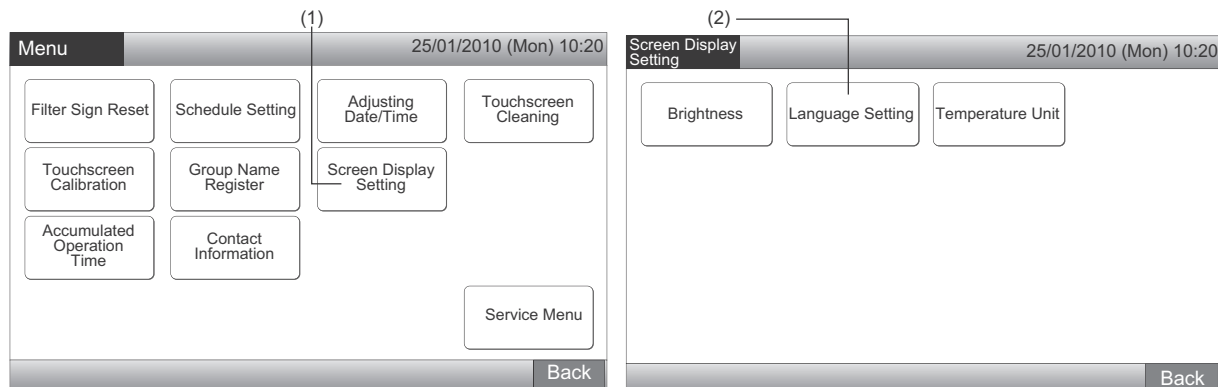 (1)
Menu
25/01/2010 (Mon) 10:20
Filter Sign Reset
Schedule Setting
Adjusting
Date/Time
Touchscreen
Cleaning
Touchscreen
Calibration
Group Name
Register
Screen Display
Setting
Accumulated
Operation
Time
Contact
Information
Service Menu
Back
(2)
Screen Display
Setting
25/01/2010 (Mon) 10:20
Brightness
Language Setting
Temperature Unit
Back